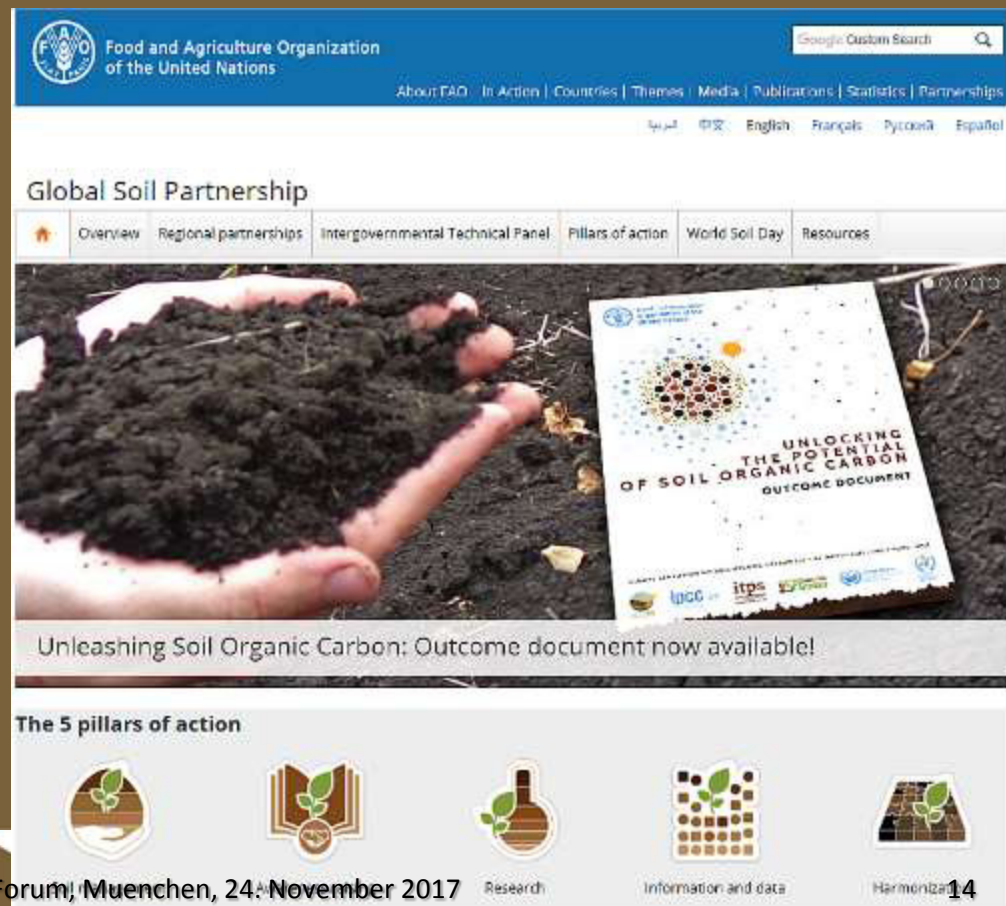 Food and Agriculture Organization
of the United Nations
Google Custom Search
About FAO In Action | Countries | Themes | Media | Publications | Statistics | Partnerships
العربية 中文 English Français Русский Español
Global Soil Partnership
Overview Regional partnerships Intergovernmental Technical Panel Pillars of action World Soil Day Resources
UNLOCKING
THE POTENTIAL
OF SOIL ORGANIC CARBON
OUTCOME DOCUMENT
ipcc itps
Unleashing Soil Organic Carbon: Outcome document now available!
The 5 pillars of action
Research Information and data
Forum, Muenchen, 24. November 2017 14